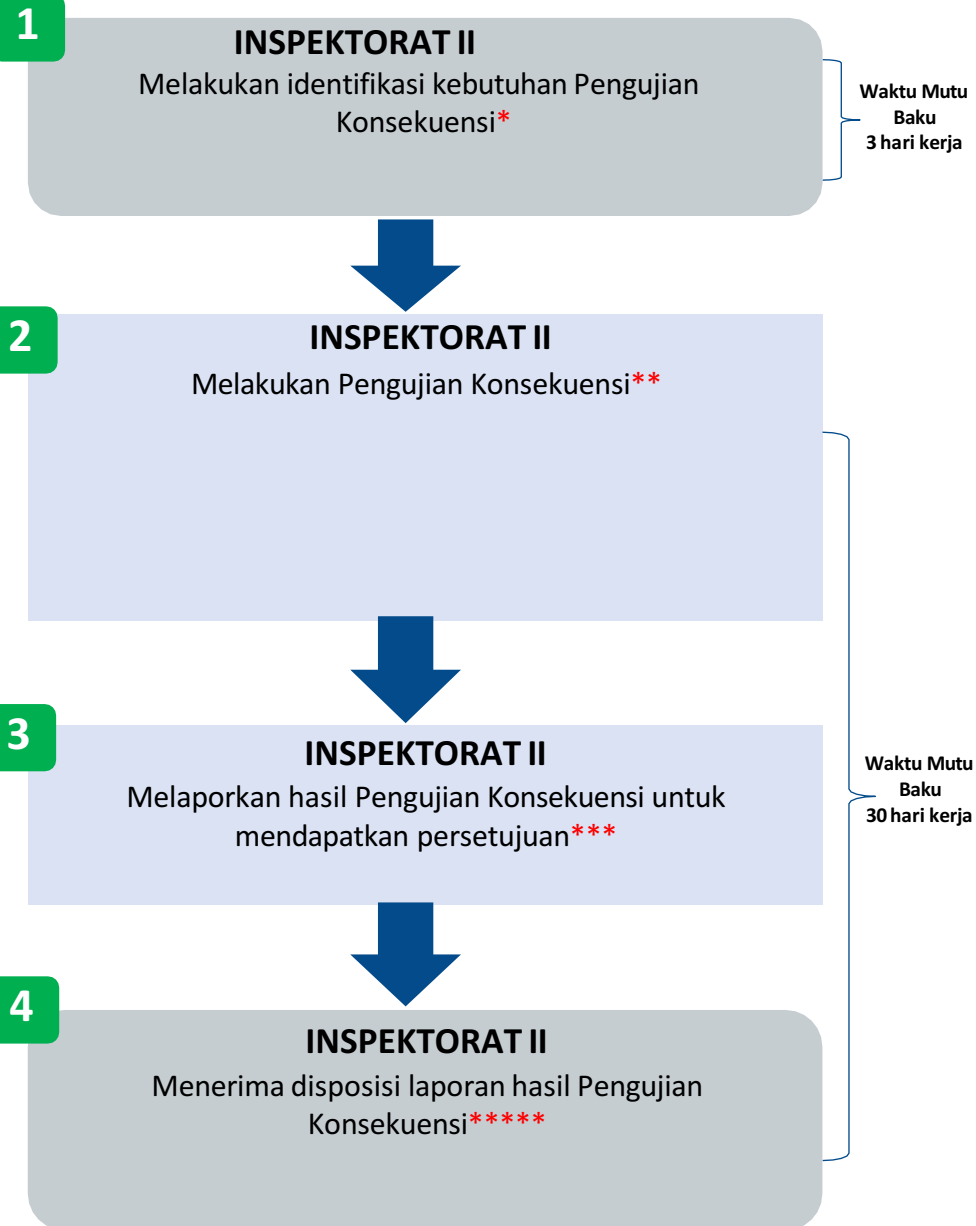 1
INSPEKTORAT II
Melakukan identifikasi kebutuhan Pengujian
Konsekuensi*
Waktu Mutu
Baku
3 hari kerja
2
INSPEKTORAT II
Melakukan Pengujian Konsekuensi**
3
INSPEKTORAT II
Melaporkan hasil Pengujian Konsekuensi untuk
mendapatkan persetujuan***
Waktu Mutu
Baku
30 hari kerja
4
INSPEKTORAT II
Menerima disposisi laporan hasil Pengujian
Konsekuensi*****